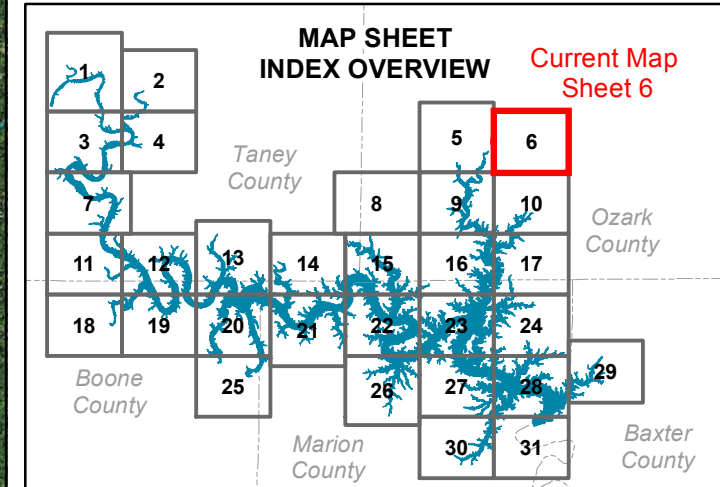 MAP SHEET
INDEX OVERVIEW
Current Map
Sheet 6
1
2
3
4
5
6
Taney
County
7
8
9
10
Ozark
County
11
12
13
14
15
16
17
18
19
20
21
22
23
24
Boone
County
25
26
27
28
29
Marion
County
30
31
Baxter
County